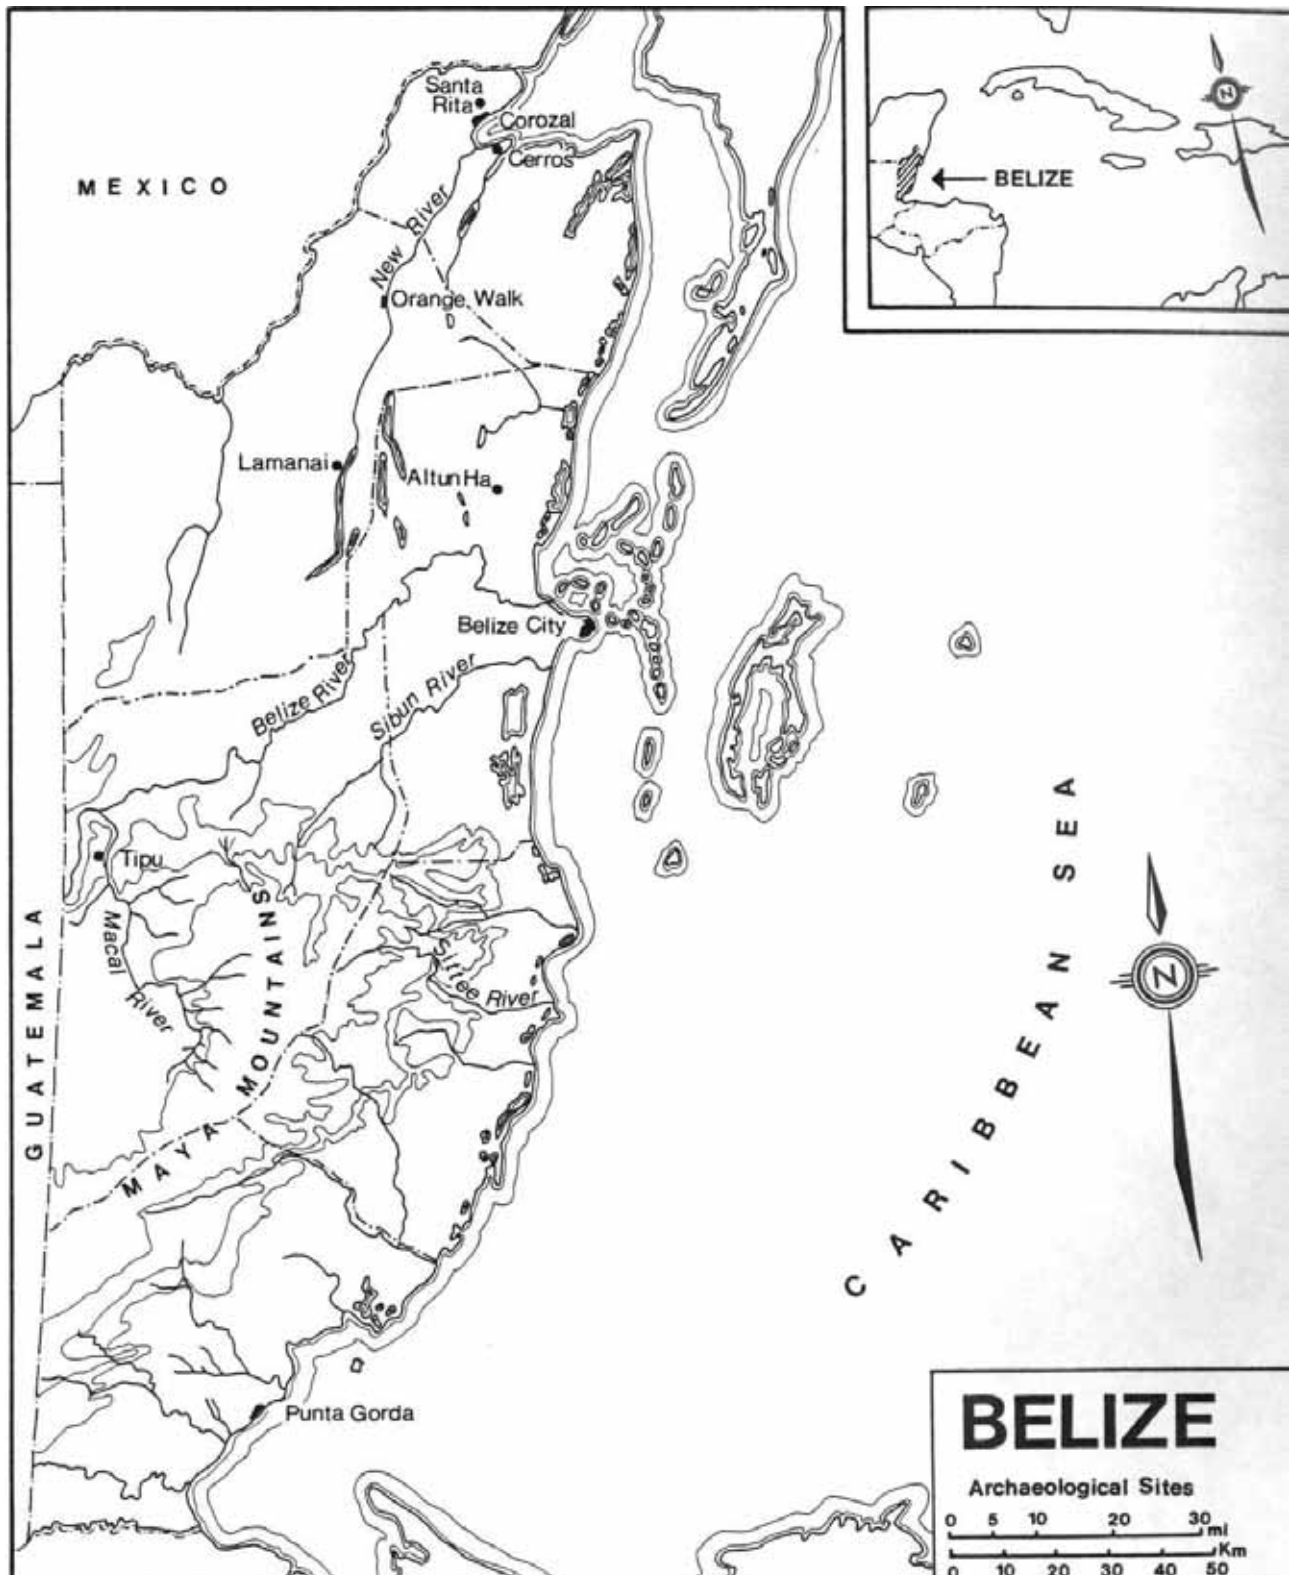 Santa
Rita
Corozal
Cerros
MEXICO
BELIZE
N
New River
Orange Walk
Lamanai
Altun Ha
Belize City
Belize River
Sibun River
Tipu
Macal
River
Sittee River
GUATEMALA
MAYA MOUNTAINS
CARIBBEAN SEA
N
Punta Gorda
BELIZE
Archaeological Sites
0 5 10 20 30
mi
Km
0 10 20 30 40 50